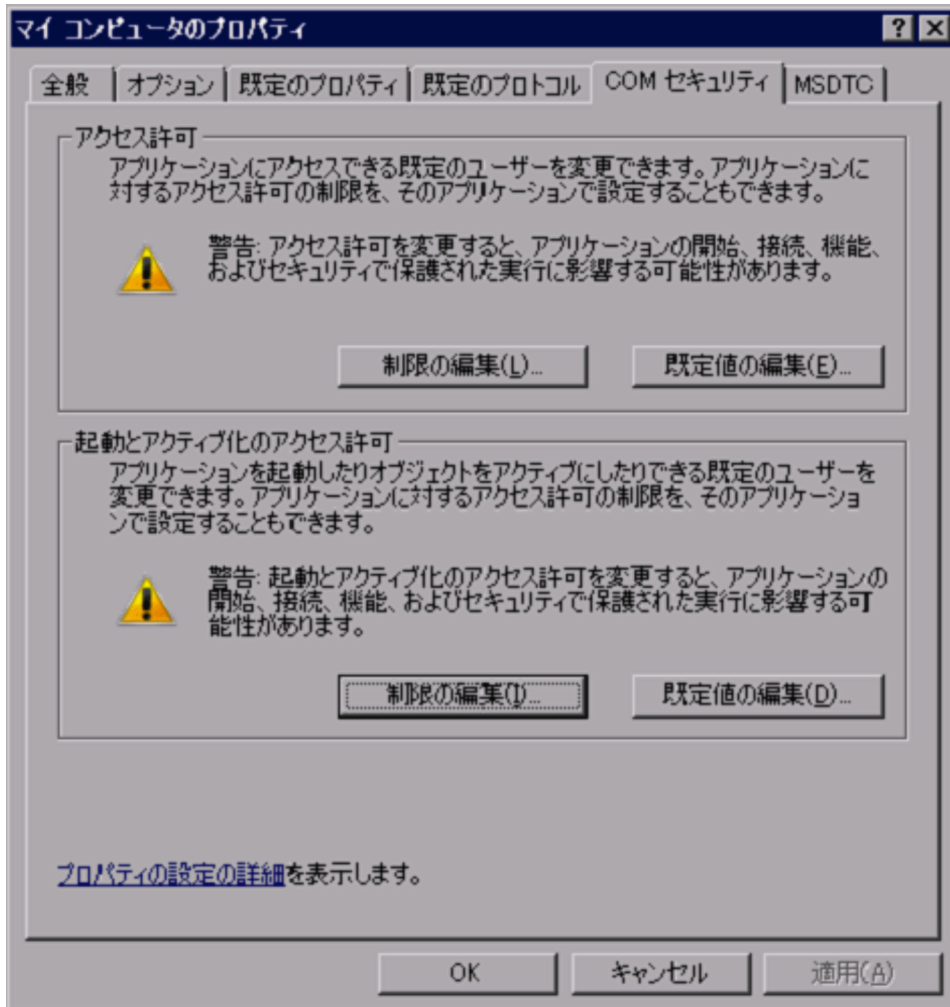 マイ コンピュータのプロパティ
全般 オプション 既定のプロパティ 既定のプロトコル COM セキュリティ MSDTC
アクセス許可
アプリケーションにアクセスできる既定のユーザーを変更できます。アプリケーションに
対するアクセス許可の制限を、そのアプリケーションで設定することもできます。
警告: アクセス許可を変更すると、アプリケーションの開始、接続、機能、
およびセキュリティで保護された実行に影響する可能性があります。
制限の編集(L)... 既定値の編集(E)...
起動とアクティブ化のアクセス許可
アプリケーションを起動したりオブジェクトをアクティブにしたりできる既定のユーザーを
変更できます。アプリケーションに対するアクセス許可の制限を、そのアプリケーショ
ンで設定することもできます。
警告: 起動とアクティブ化のアクセス許可を変更すると、アプリケーションの
開始、接続、機能、およびセキュリティで保護された実行に影響する可
能性があります。
制限の編集(I)... 既定値の編集(D)...
プロパティの設定の詳細を表示します。
OK キャンセル 適用(A)